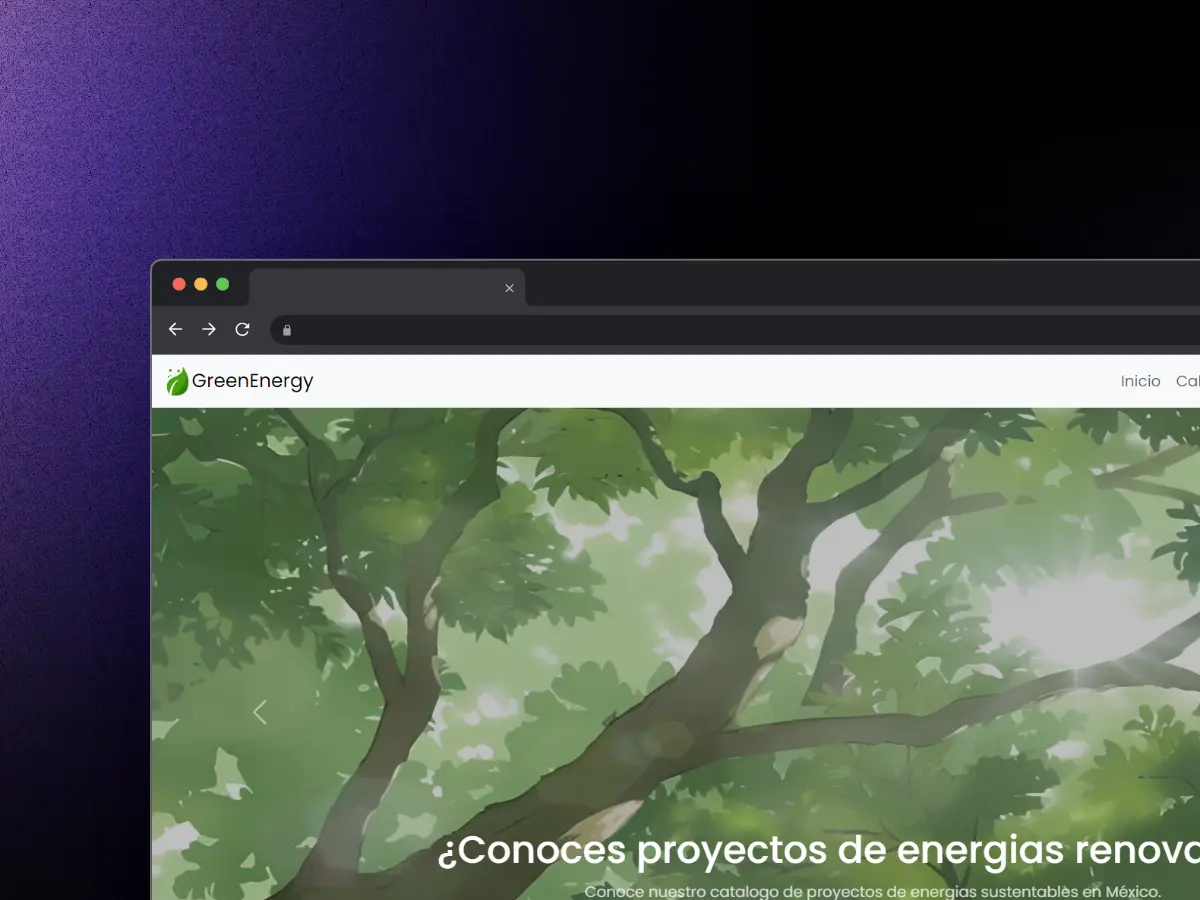 GreenEnergy
Inicio Cal
¿Conoces proyectos de energias renova
Conoce nuestro catalogo de proyectos de energias sustentables en México.